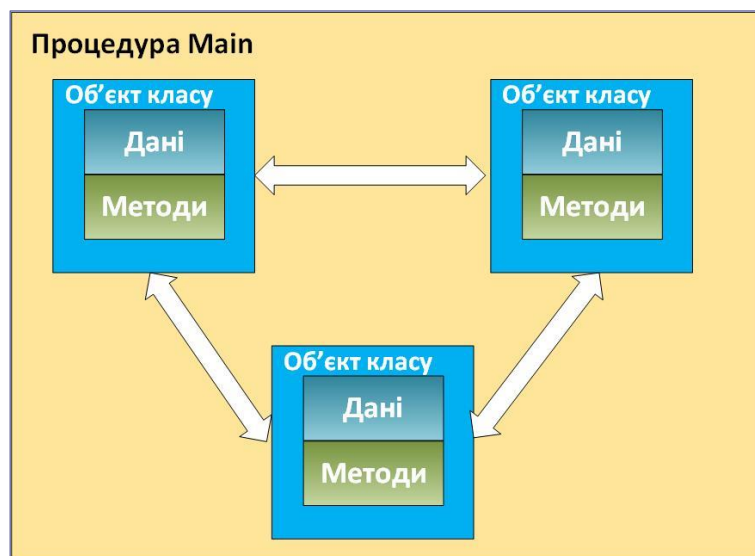 Процедура Main
Об’єкт класу
Дані
Методи
Об’єкт класу
Дані
Методи
Об’єкт класу
Дані
Методи